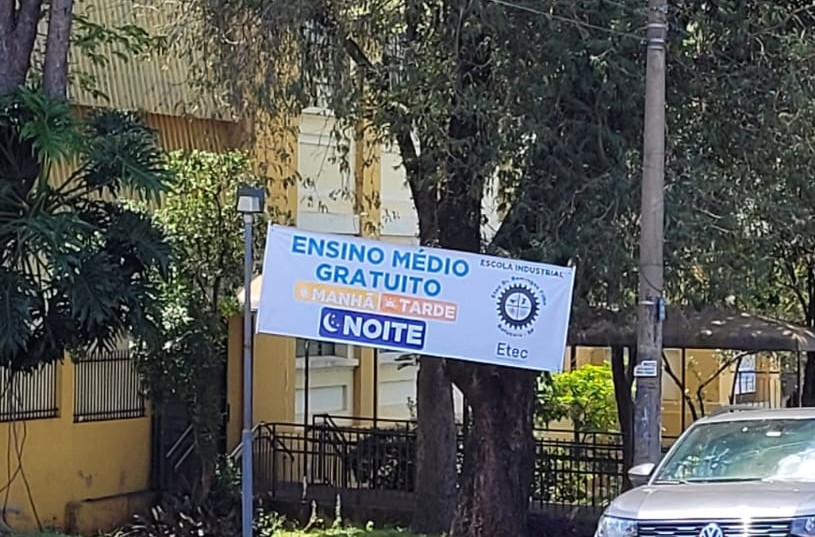 ENSINO MÉDIO
GRATUITO
MANHÃ TARDE
NOITE
ESCOLA INDUSTRIAL
Etec